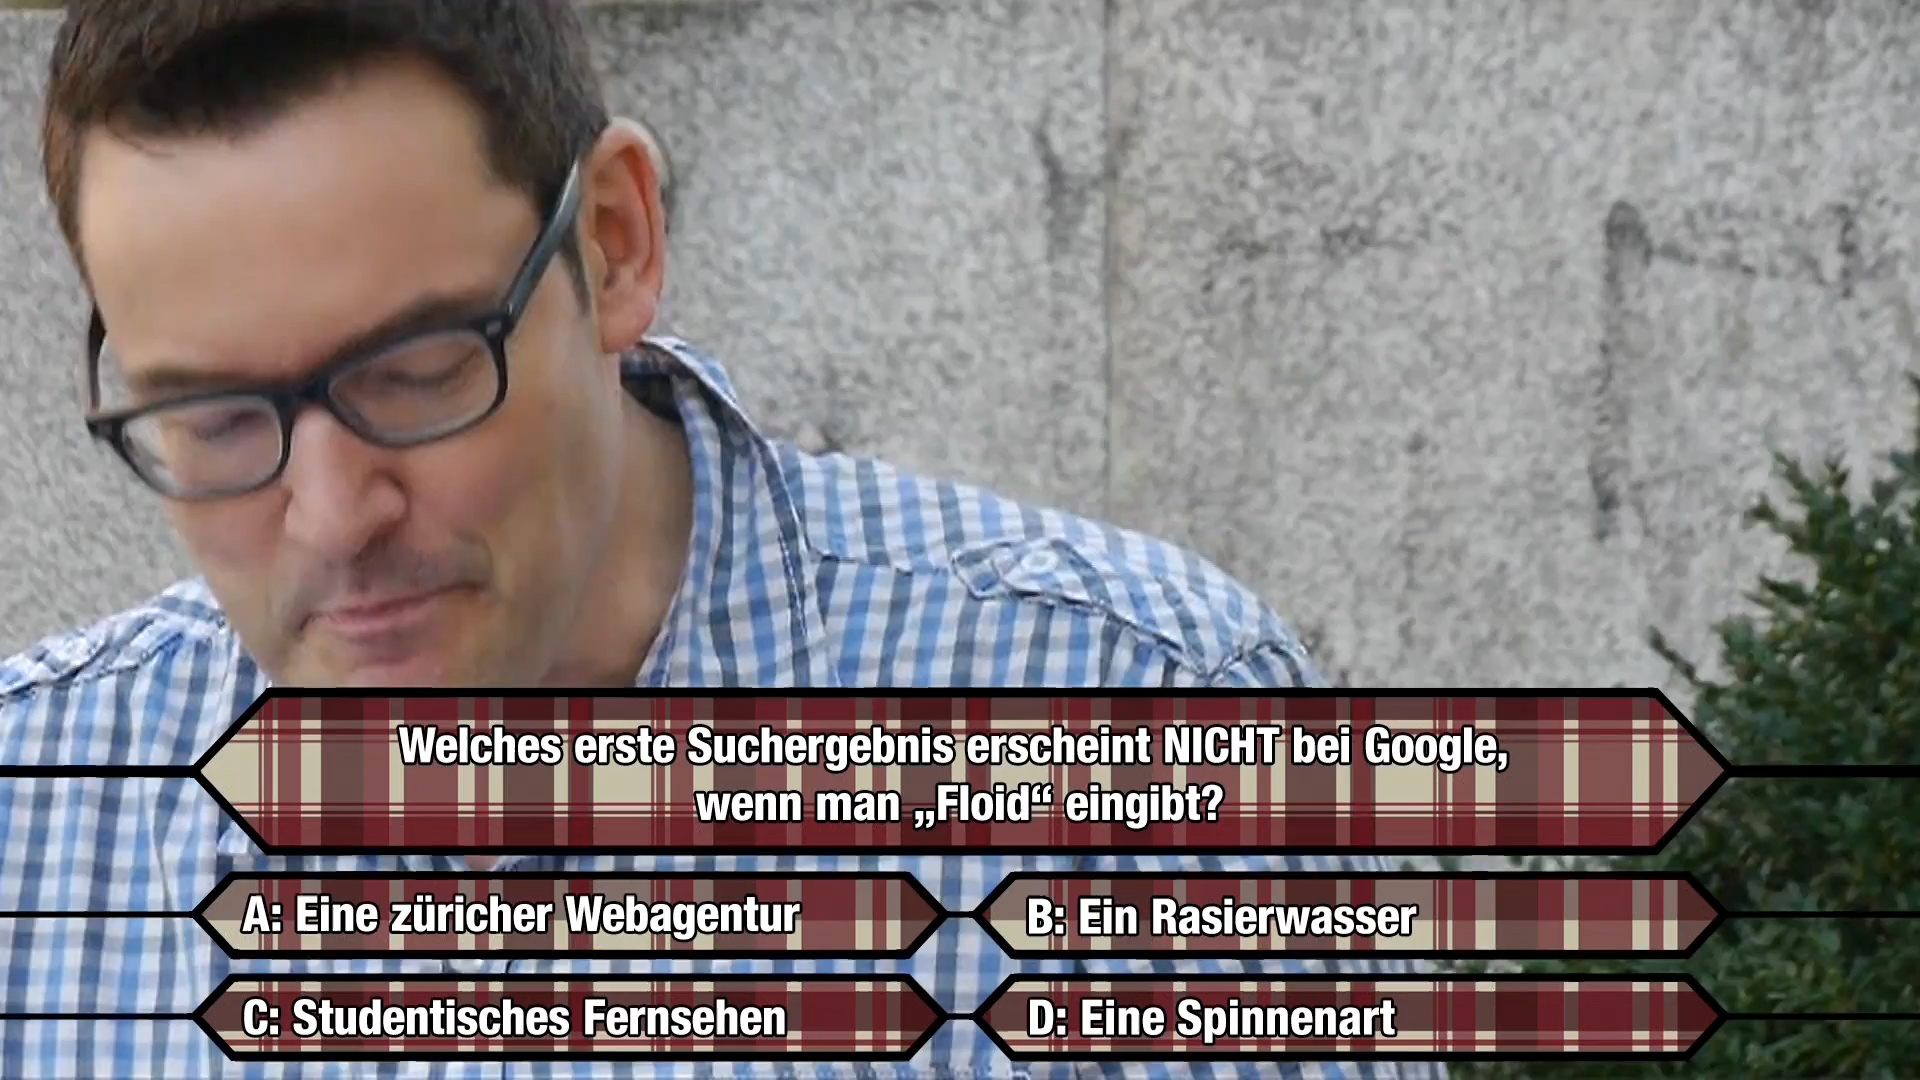 Welches erste Suchergebnis erscheint NICHT bei Google,
wenn man „Floid“ eingibt?
A: Eine züricher Webagentur
B: Ein Rasierwasser
C: Studentisches Fernsehen
D: Eine Spinnenart